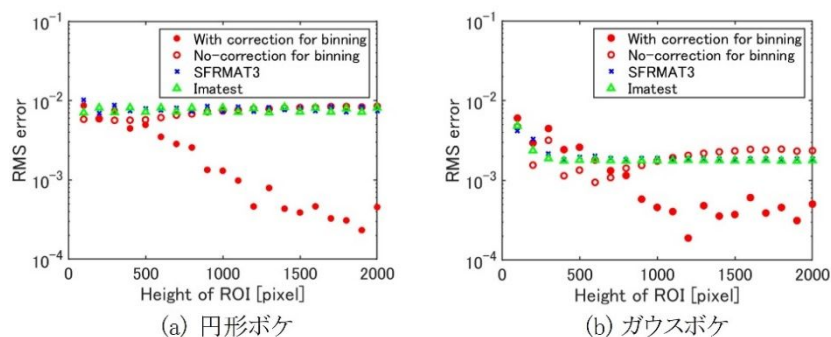 10⁻¹
10⁻²
10⁻³
10⁻⁴
RMS error
With correction for binning
No-correction for binning
SFRMAT3
Imatest
0 500 1000 1500 2000
Height of ROI [pixel]
(a) 円形ボケ
10⁻¹
10⁻²
10⁻³
10⁻⁴
RMS error
With correction for binning
No-correction for binning
SFRMAT3
Imatest
0 500 1000 1500 2000
Height of ROI [pixel]
(b) ガウスボケ